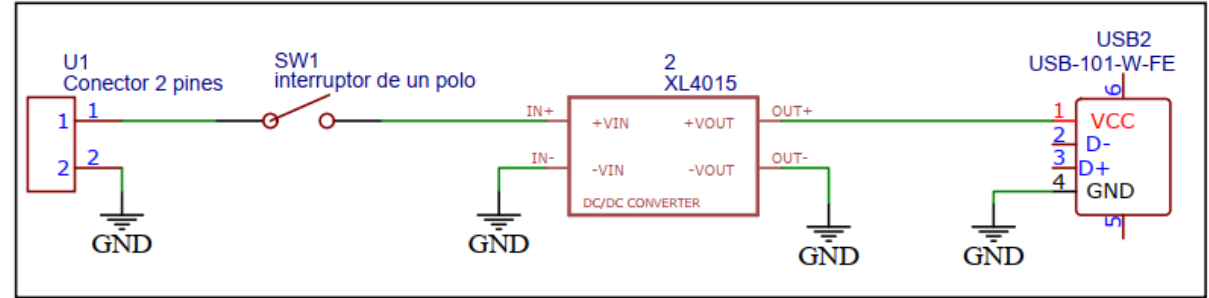 U1
Conector 2 pines
1
1
2
2
GND
SW1
interruptor de un polo
2
XL4015
IN+
+VIN
+VOUT
OUT+
IN-
-VIN
-VOUT
OUT-
DC/DC CONVERTER
GND
GND
USB2
USB-101-W-FE
6
1
VCC
2
D-
3
D+
4
GND
5
GND